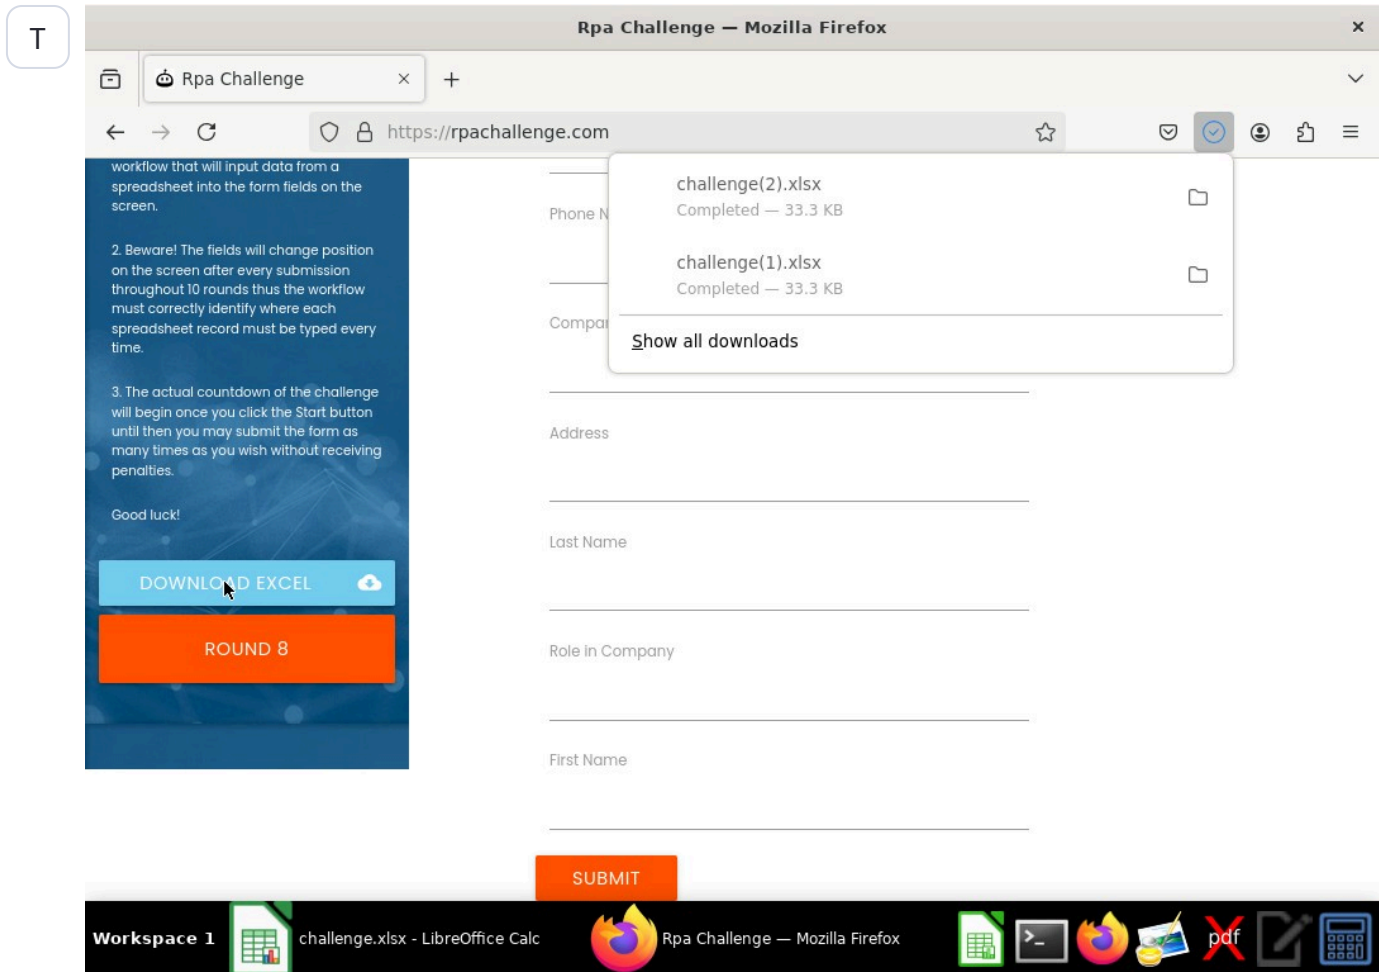 T
Rpa Challenge — Mozilla Firefox
Rpa Challenge
https://rpachallenge.com
workflow that will input data from a
spreadsheet into the form fields on the
screen.
2. Beware! The fields will change position
on the screen after every submission
throughout 10 rounds thus the workflow
must correctly identify where each
spreadsheet record must be typed every
time.
3. The actual countdown of the challenge
will begin once you click the Start button
until then you may submit the form as
many times as you wish without receiving
penalties.
Good luck!
DOWNLOAD EXCEL
ROUND 8
challenge(2).xlsx
Completed — 33.3 KB
challenge(1).xlsx
Completed — 33.3 KB
Show all downloads
Phone N
Compa
Address
Last Name
Role in Company
First Name
SUBMIT
Workspace 1
challenge.xlsx - LibreOffice Calc
Rpa Challenge — Mozilla Firefox
pdf